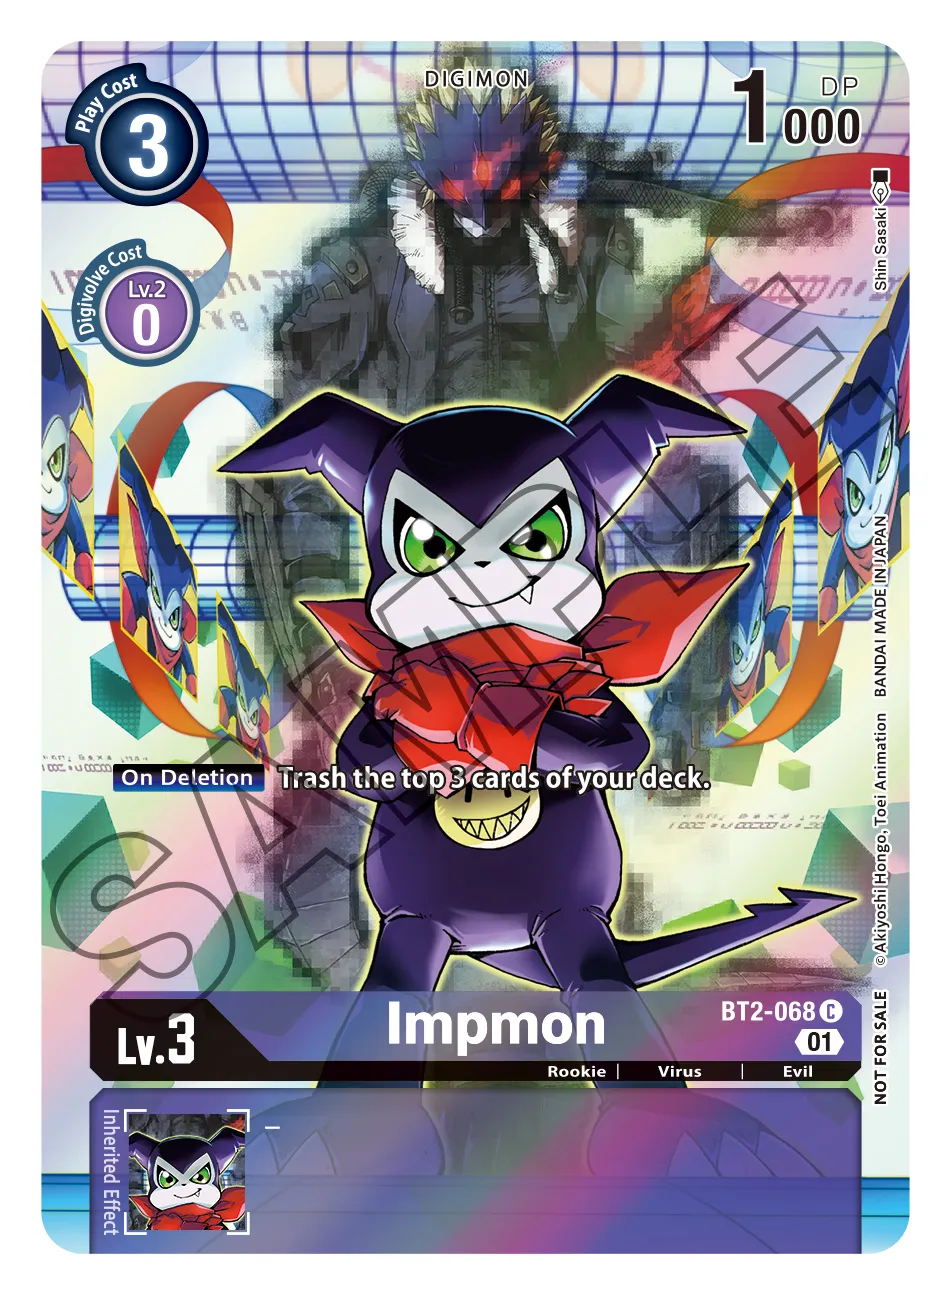 Play Cost
3
DIGIMON
1000
DP
Shin Sasaki
Digivolve Cost
Lv.2
0
SAMPLE
BANDAI MADE IN JAPAN
©Akiyoshi Hongo, Toei Animation
NOT FOR SALE
On Deletion Trash the top 3 cards of your deck.
Lv.3
Impmon
BT2-068 C
01
Rookie | Virus | Evil
Inherited Effect
–